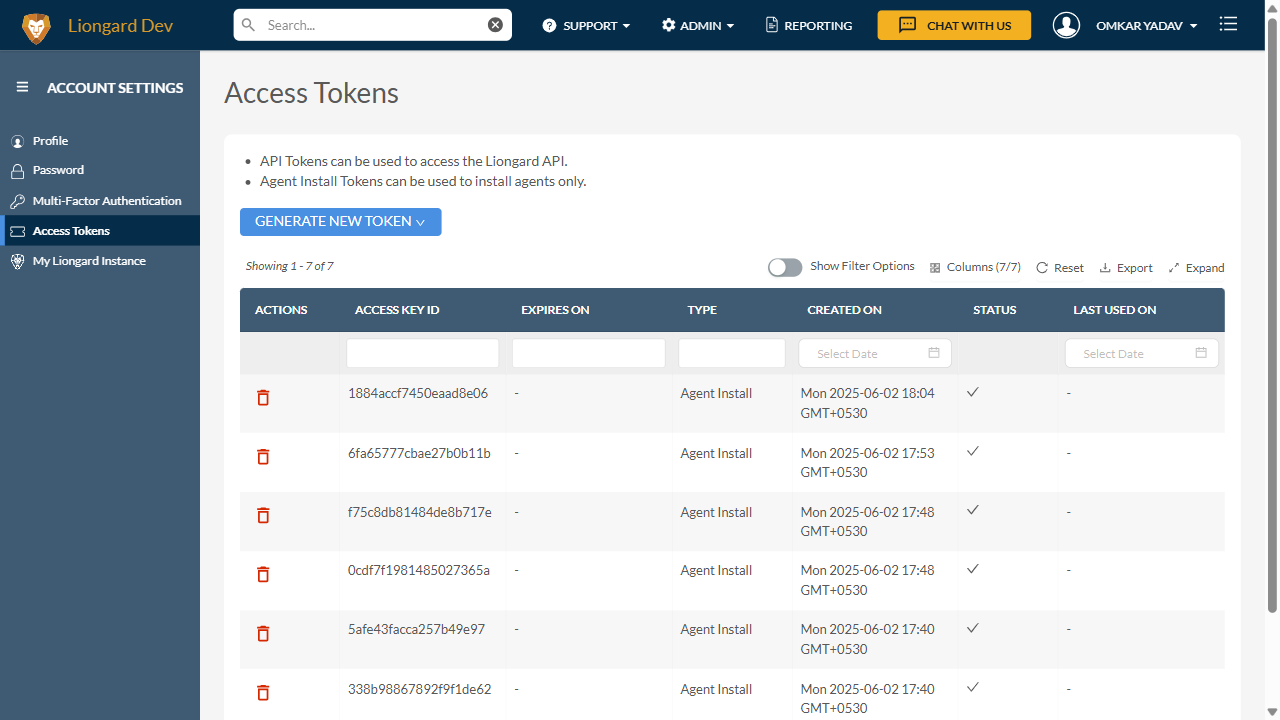 Liongard Dev
Search...
SUPPORT
ADMIN
REPORTING
CHAT WITH US
OMKAR YADAV
ACCOUNT SETTINGS
Profile
Password
Multi-Factor Authentication
Access Tokens
My Liongard Instance
Access Tokens
• API Tokens can be used to access the Liongard API.
• Agent Install Tokens can be used to install agents only.
GENERATE NEW TOKEN
Showing 1 - 7 of 7
Show Filter Options
Columns (7/7)
Reset
Export
Expand
ACTIONS ACCESS KEY ID EXPIRES ON TYPE CREATED ON STATUS LAST USED ON
Select Date Select Date
1884accf7450eaad8e06 - Agent Install Mon 2025-06-02 18:04 -
GMT+0530
6fa65777cbae27b0b11b - Agent Install Mon 2025-06-02 17:53 -
GMT+0530
f75c8db81484de8b717e - Agent Install Mon 2025-06-02 17:48 -
GMT+0530
0cdf7f1981485027365a - Agent Install Mon 2025-06-02 17:48 -
GMT+0530
5afe43facca257b49e97 - Agent Install Mon 2025-06-02 17:40 -
GMT+0530
338b98867892f9f1de62 - Agent Install Mon 2025-06-02 17:40 -
GMT+0530